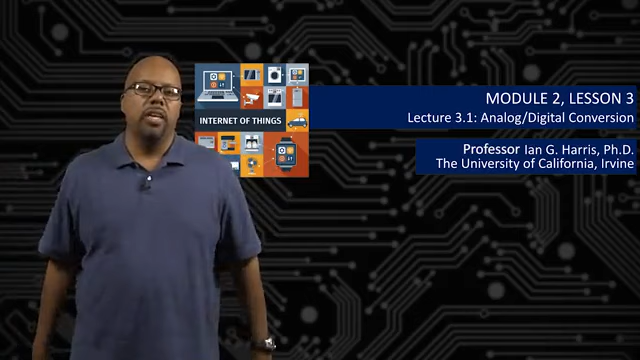 INTERNET OF THINGS
MODULE 2, LESSON 3
Lecture 3.1: Analog/Digital Conversion
Professor Ian G. Harris, Ph.D.
The University of California, Irvine